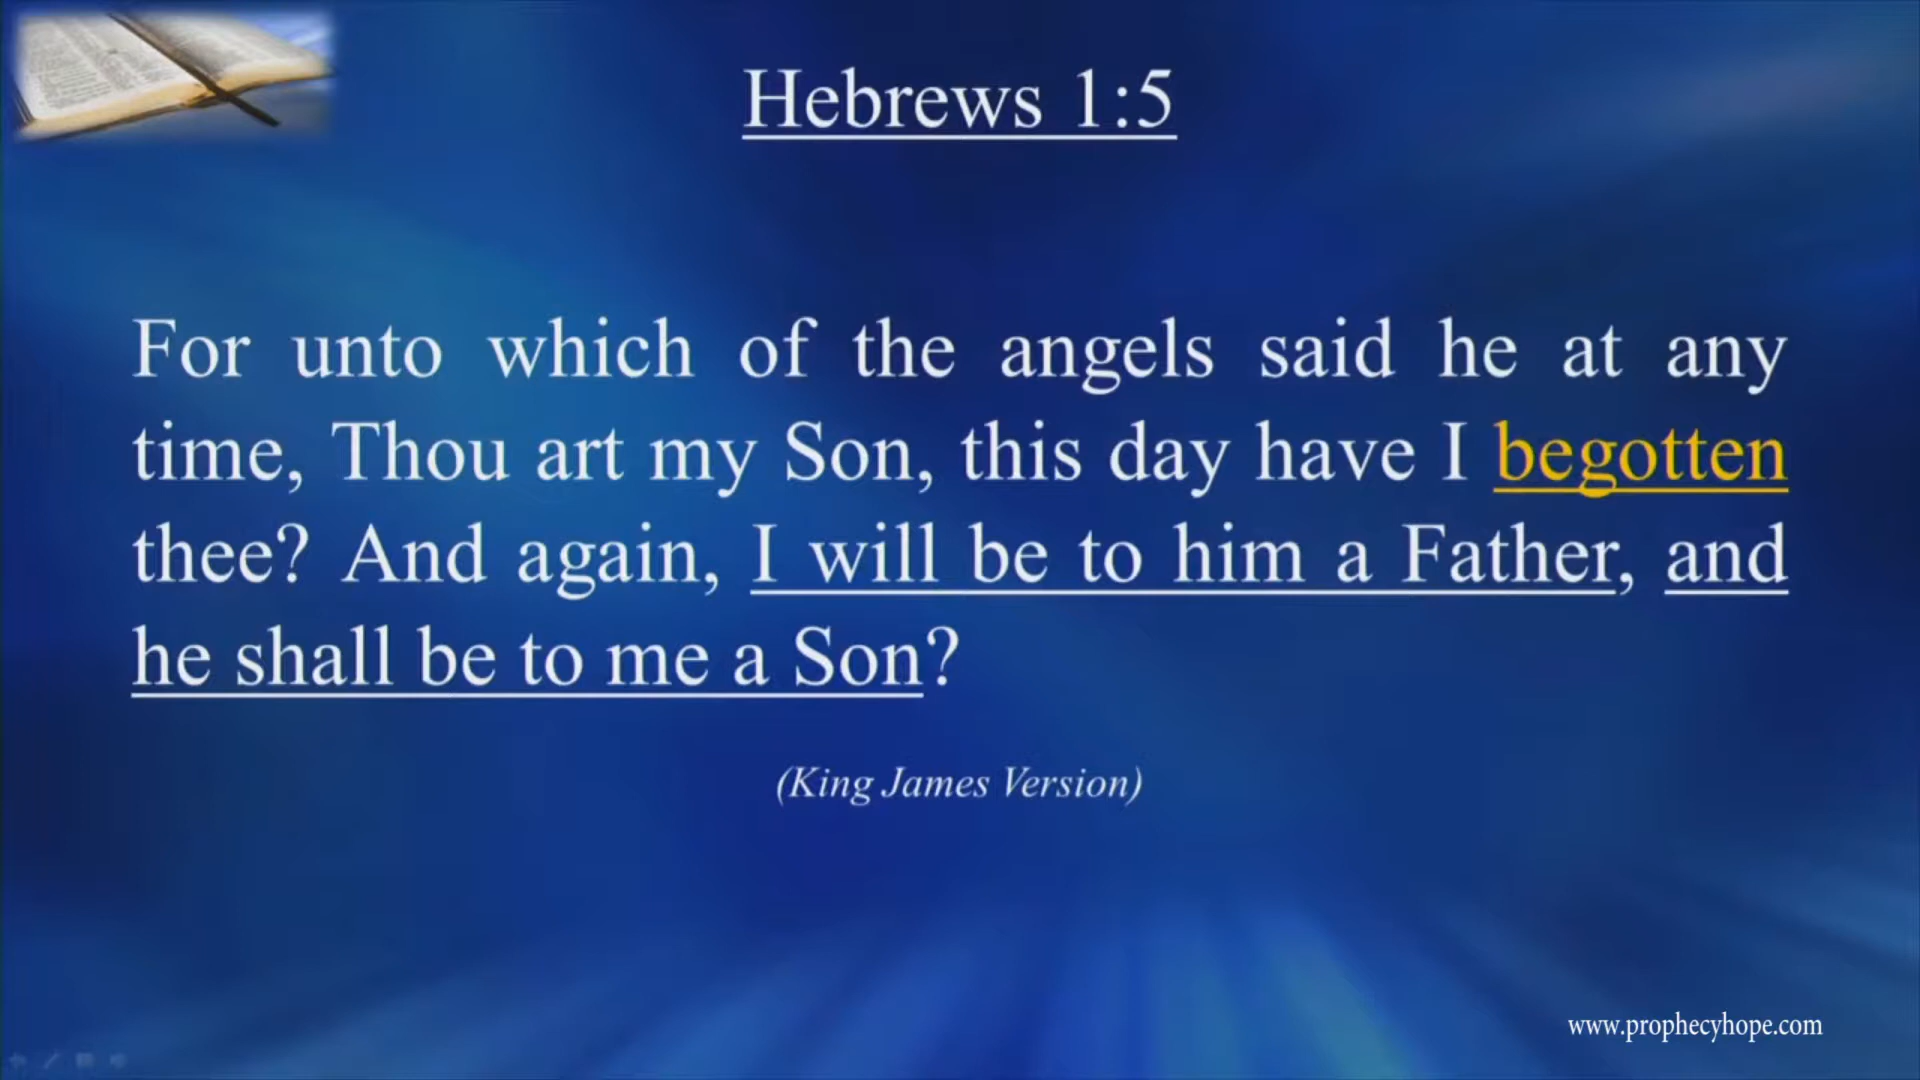 Hebrews 1:5
For unto which of the angels said he at any
time, Thou art my Son, this day have I begotten
thee? And again, I will be to him a Father, and
he shall be to me a Son?
(King James Version)
www.prophecyhope.com